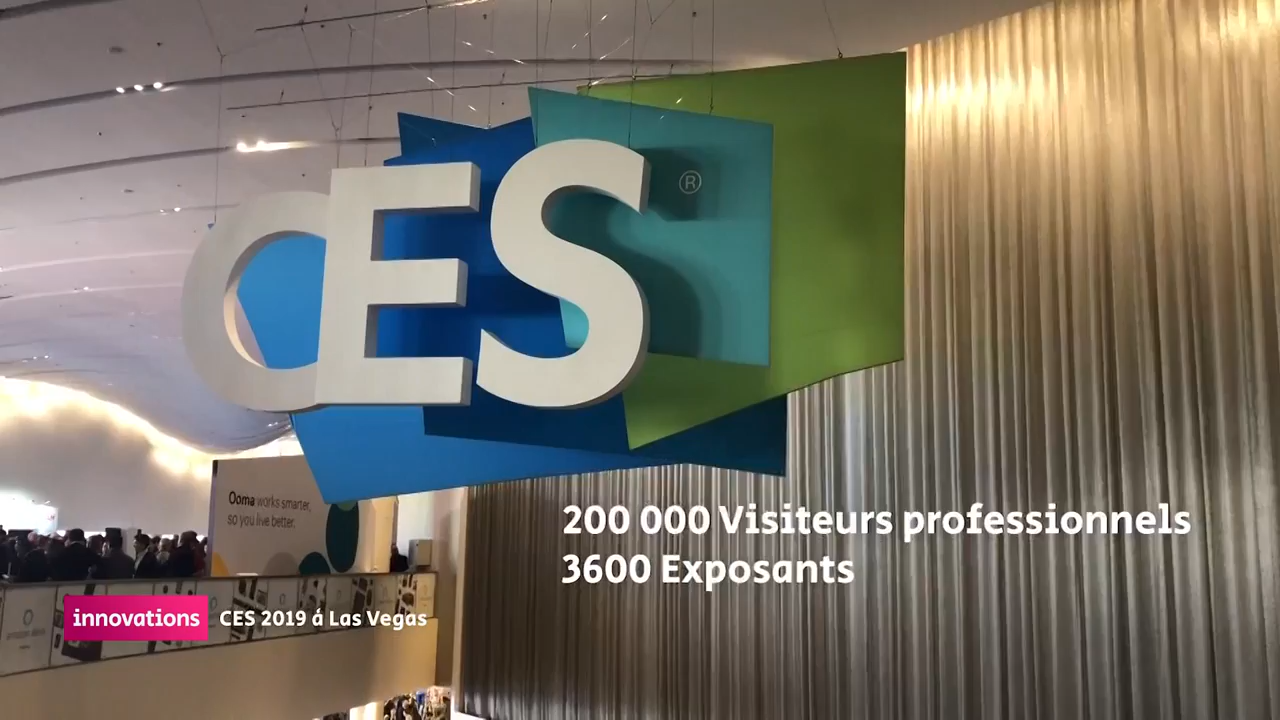 CES ®
Ooma works smarter,
so you live better.
200 000 Visiteurs professionnels
3600 Exposants
innovations CES 2019 á Las Vegas